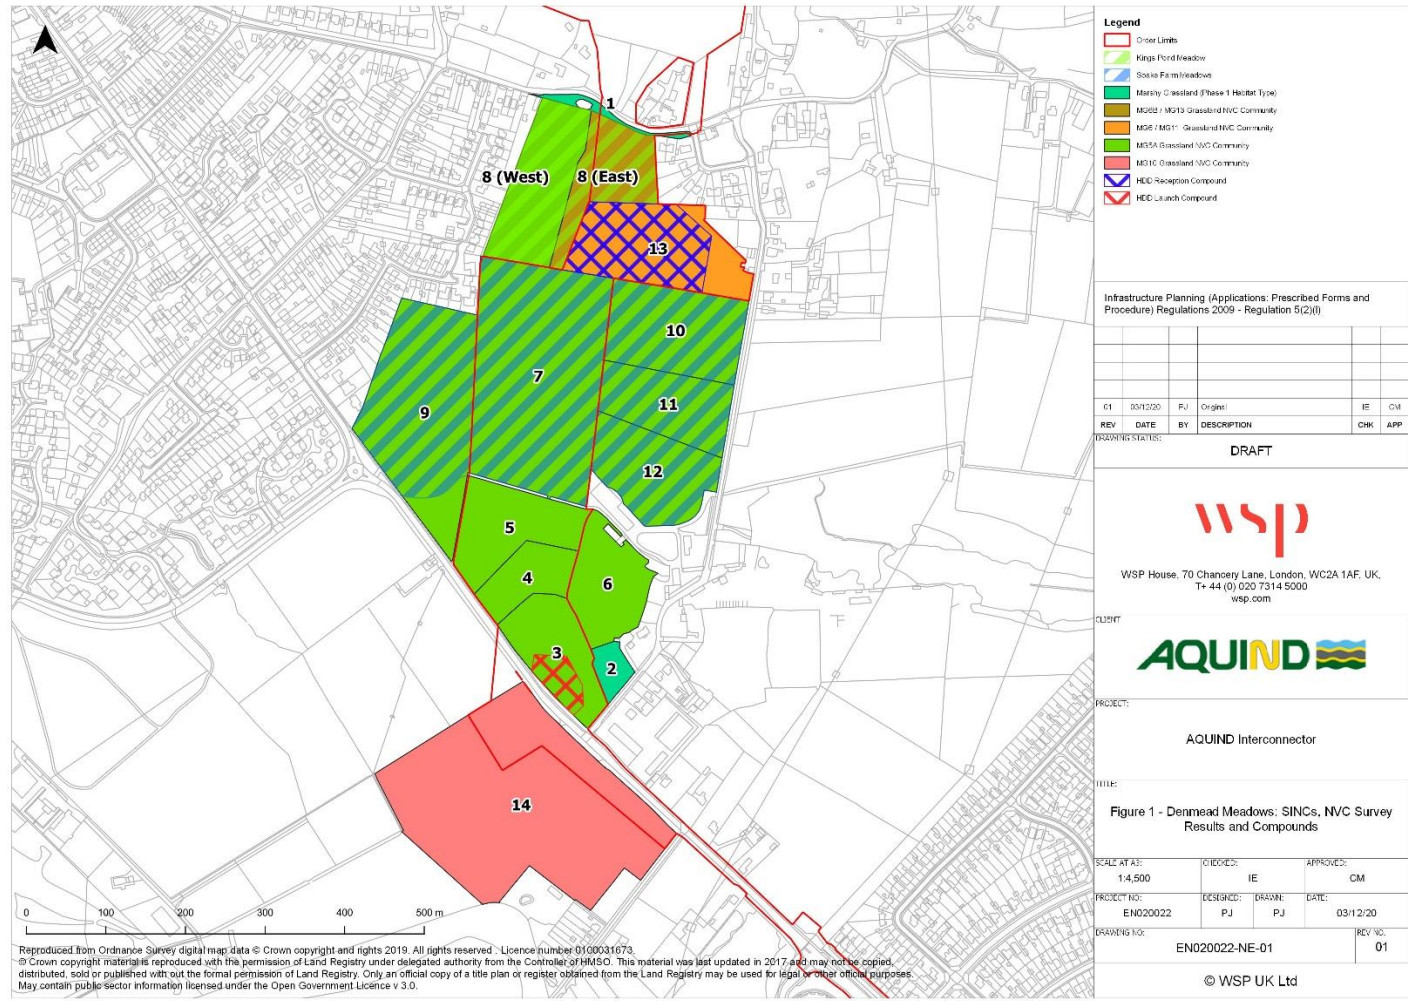 1
8 (West)
8 (East)
13
10
7
11
9
12
5
4
6
3
2
14
0
100
200
300
400
500 m
Reproduced from Ordnance Survey digital map data © Crown copyright and rights 2019. All rights reserved. Licence number 0100031673.
© Crown copyright material is reproduced with the permission of Land Registry under delegated authority from the Controller of HMSO. This material was last updated in 2017 and may not be copied,
distributed, sold or published with out the formal permission of Land Registry. Only an official copy of a title plan or register obtained from the Land Registry may be used for legal or other official purposes.
May contain public sector information licensed under the Open Government Licence v 3.0.
Legend
Order Limits
Kings Pond Meadow
Soake Farm Meadows
Marshy Grassland (Phase 1 Habitat Type)
MG6B / MG13 Grassland NVC Community
MG6 / MG11 Grassland NVC Community
MG5A Grassland NVC Community
MG10 Grassland NVC Community
HDD Reception Compound
HDD Launch Compound
Infrastructure Planning (Applications: Prescribed Forms and
Procedure) Regulations 2009 - Regulation 5(2)(l)
01 03/12/20 PJ Original IE CM
REV DATE BY DESCRIPTION CHK APP
DRAWING STATUS:
DRAFT
wsp
WSP House, 70 Chancery Lane, London, WC2A 1AF, UK,
T+ 44 (0) 020 7314 5000
wsp.com
CLIENT
AQUIND
PROJECT:
AQUIND Interconnector
TITLE:
Figure 1 - Denmead Meadows: SINCs, NVC Survey
Results and Compounds
SCALE AT A3: CHECKED: APPROVED:
1:4,500 IE CM
PROJECT NO: DESIGNED: DRAWN: DATE:
EN020022 PJ PJ 03/12/20
DRAWING NO: REV NO.
EN020022-NE-01 01
© WSP UK Ltd